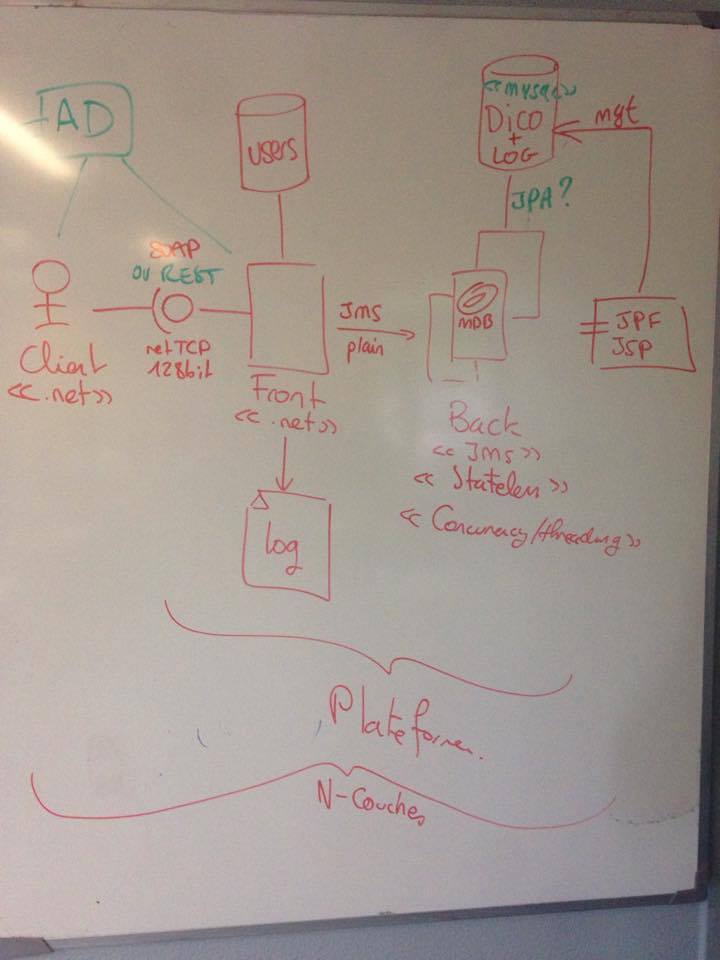 AD
users
<<mysql>>
Dico
+
LOG
mgt
JPA?
SOAP
OU REST
netTCP
128bit
Client
<<.net>>
Front
<<.net>>
Jms
plain
MDB
JPF
JSP
Back
<<Jms>>
<<Stateless>>
<<Concurency/threading>>
log
Plateforme.
N-Couches